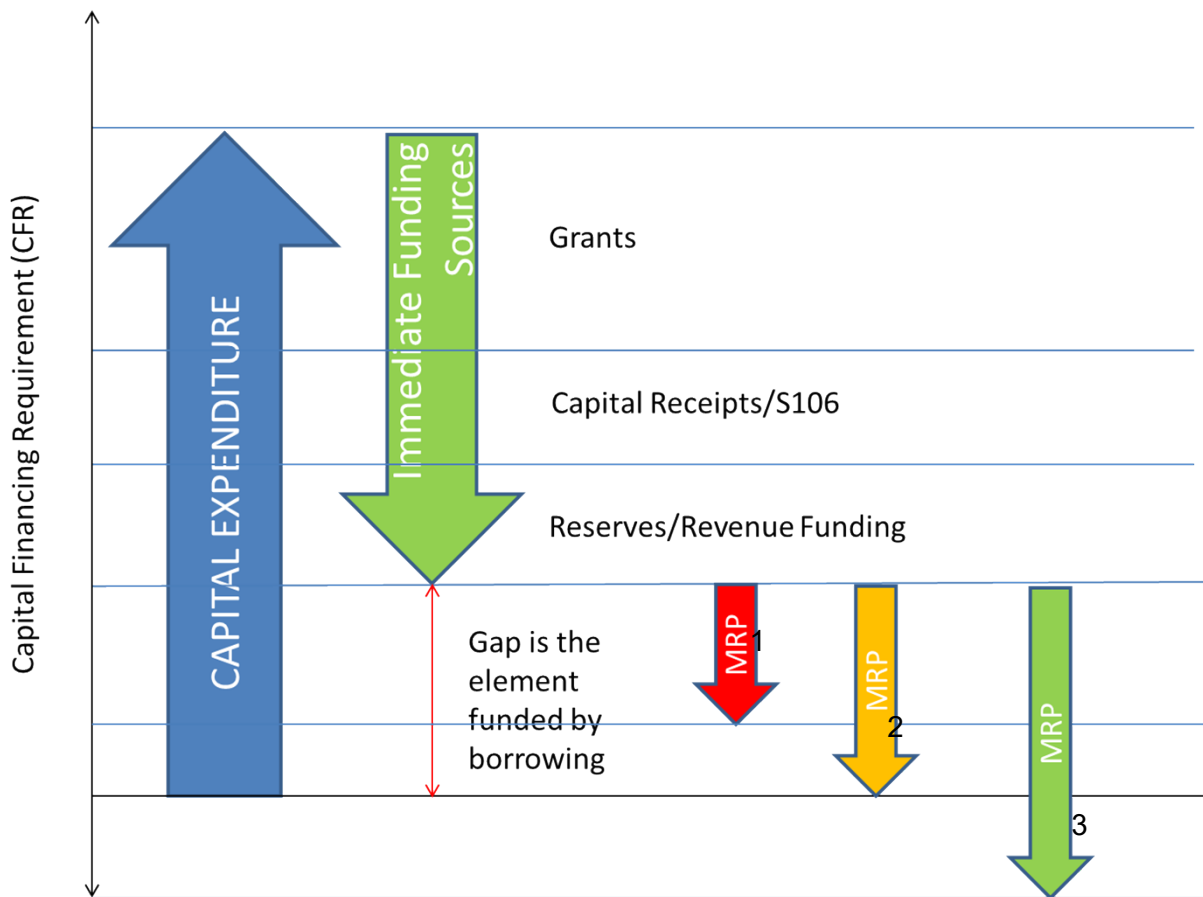 Capital Financing Requirement (CFR)
CAPITAL EXPENDITURE
Immediate Funding
Sources
Grants
Capital Receipts/S106
Reserves/Revenue Funding
Gap is the
element
funded by
borrowing
MRP
1
MRP
2
MRP
3